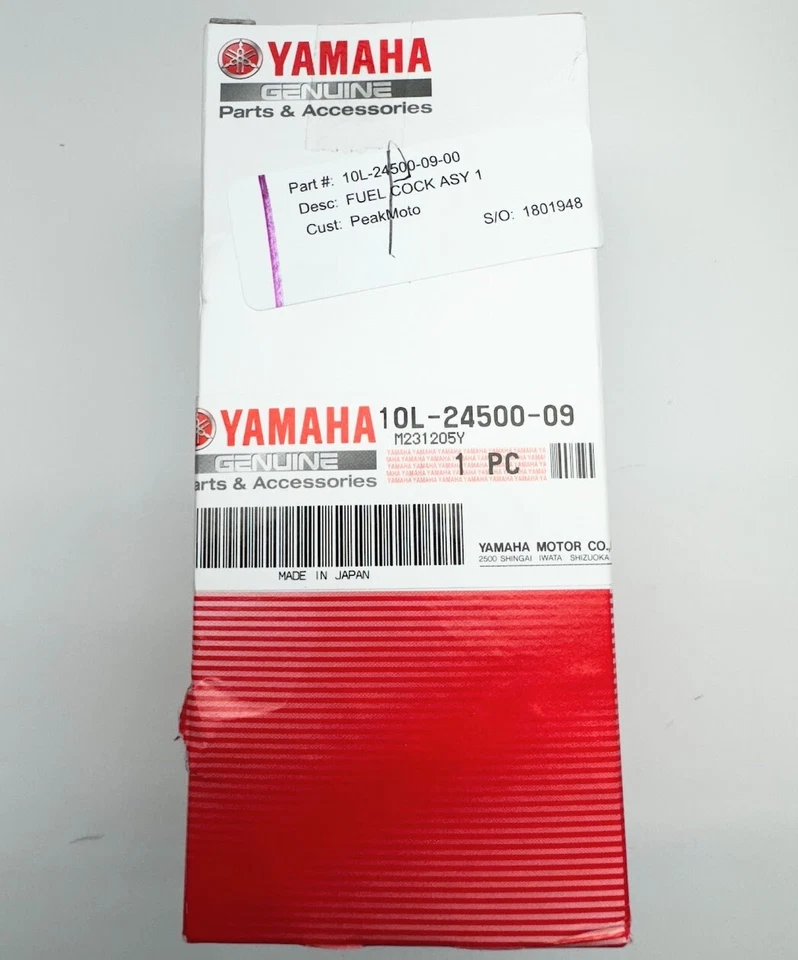 YAMAHA
GENUINE
Parts & Accessories
Part #: 10L-24500-09-00
Desc: FUEL COCK ASY 1
Cust: PeakMoto
S/O: 1801948
YAMAHA
10L-24500-09
M231205Y
GENUINE
1 PC
arts & Accessories
MADE IN JAPAN
YAMAHA MOTOR CO.,
2500 SHINGAI IWATA SHIZUOKA